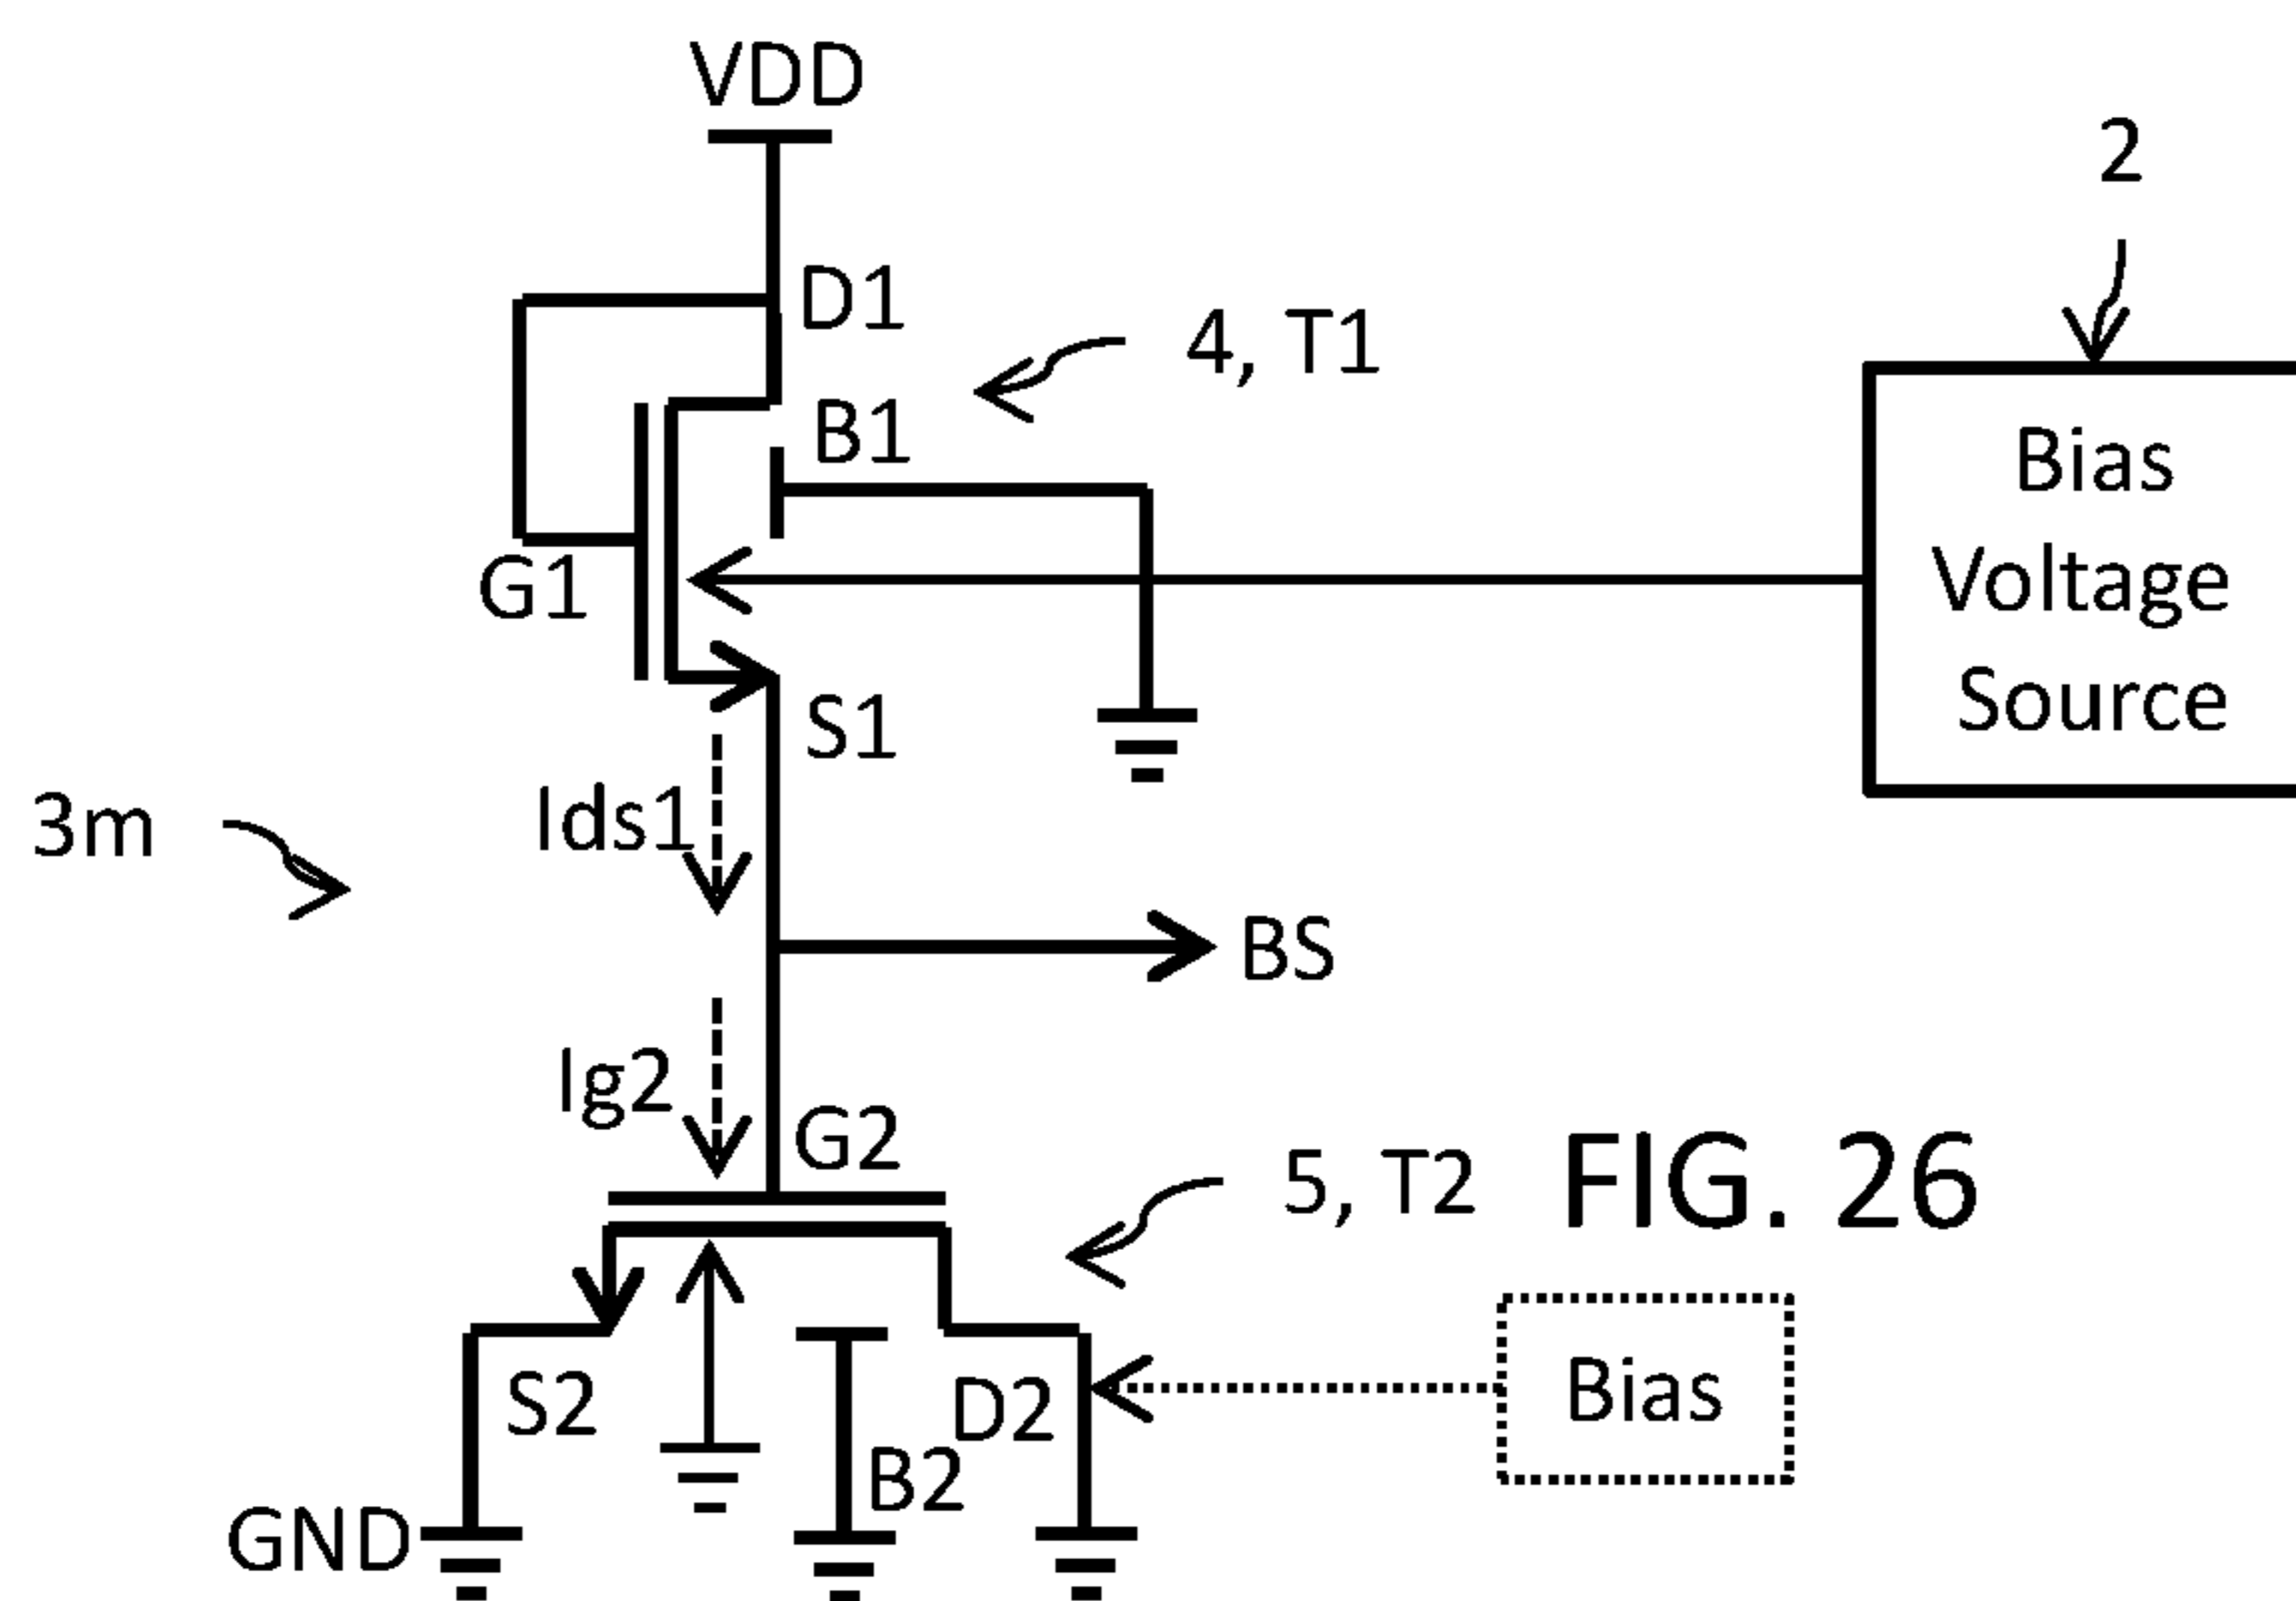 VDD
2
D1
4, T1
B1
Bias
Voltage
Source
G1
S1
Ids1
3m
BS
Ig2
G2
5, T2
FIG. 26
S2
D2
Bias
B2
GND